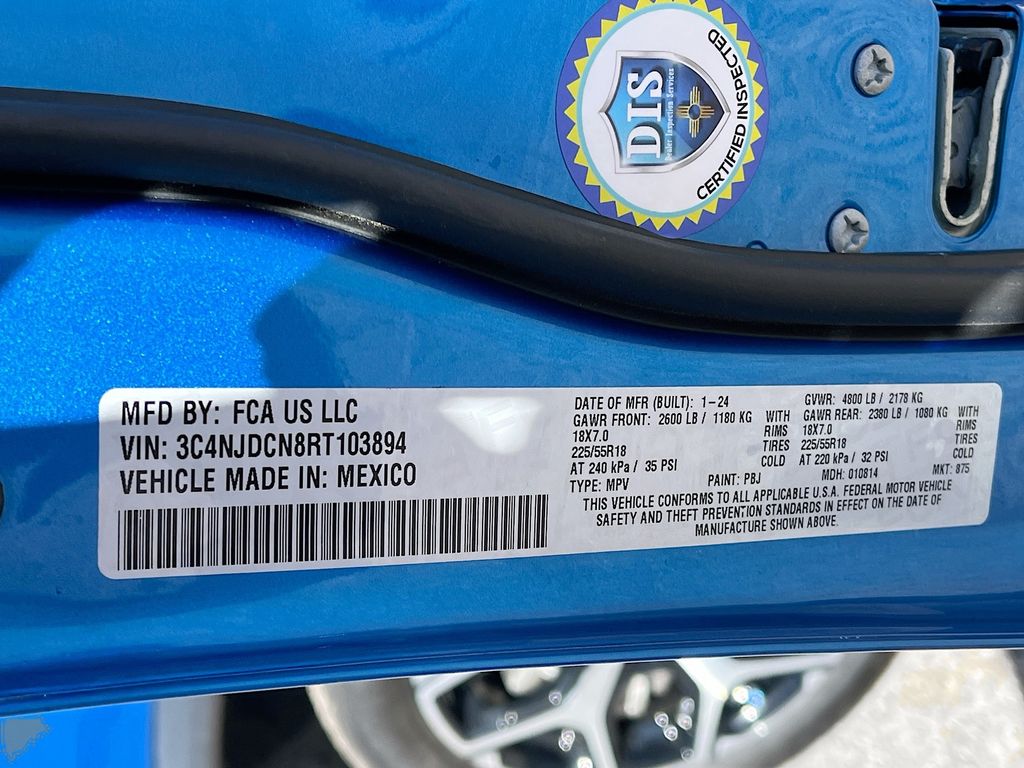 DIS
Dealer Inspection Services
CERTIFIED INSPECTED
MFD BY: FCA US LLC
VIN: 3C4NJDCN8RT103894
VEHICLE MADE IN: MEXICO
DATE OF MFR (BUILT): 1-24 GVWR: 4800 LB / 2178 KG
GAWR FRONT: 2600 LB / 1180 KG WITH GAWR REAR: 2380 LB / 1080 KG WITH
18X7.0 RIMS 18X7.0 RIMS
225/55R18 TIRES 225/55R18 TIRES
AT 240 kPa / 35 PSI COLD AT 220 kPa / 32 PSI COLD
TYPE: MPV PAINT: PBJ MDH: 010814 MKT: 875
THIS VEHICLE CONFORMS TO ALL APPLICABLE U.S.A. FEDERAL MOTOR VEHICLE
SAFETY AND THEFT PREVENTION STANDARDS IN EFFECT ON THE DATE OF
MANUFACTURE SHOWN ABOVE.